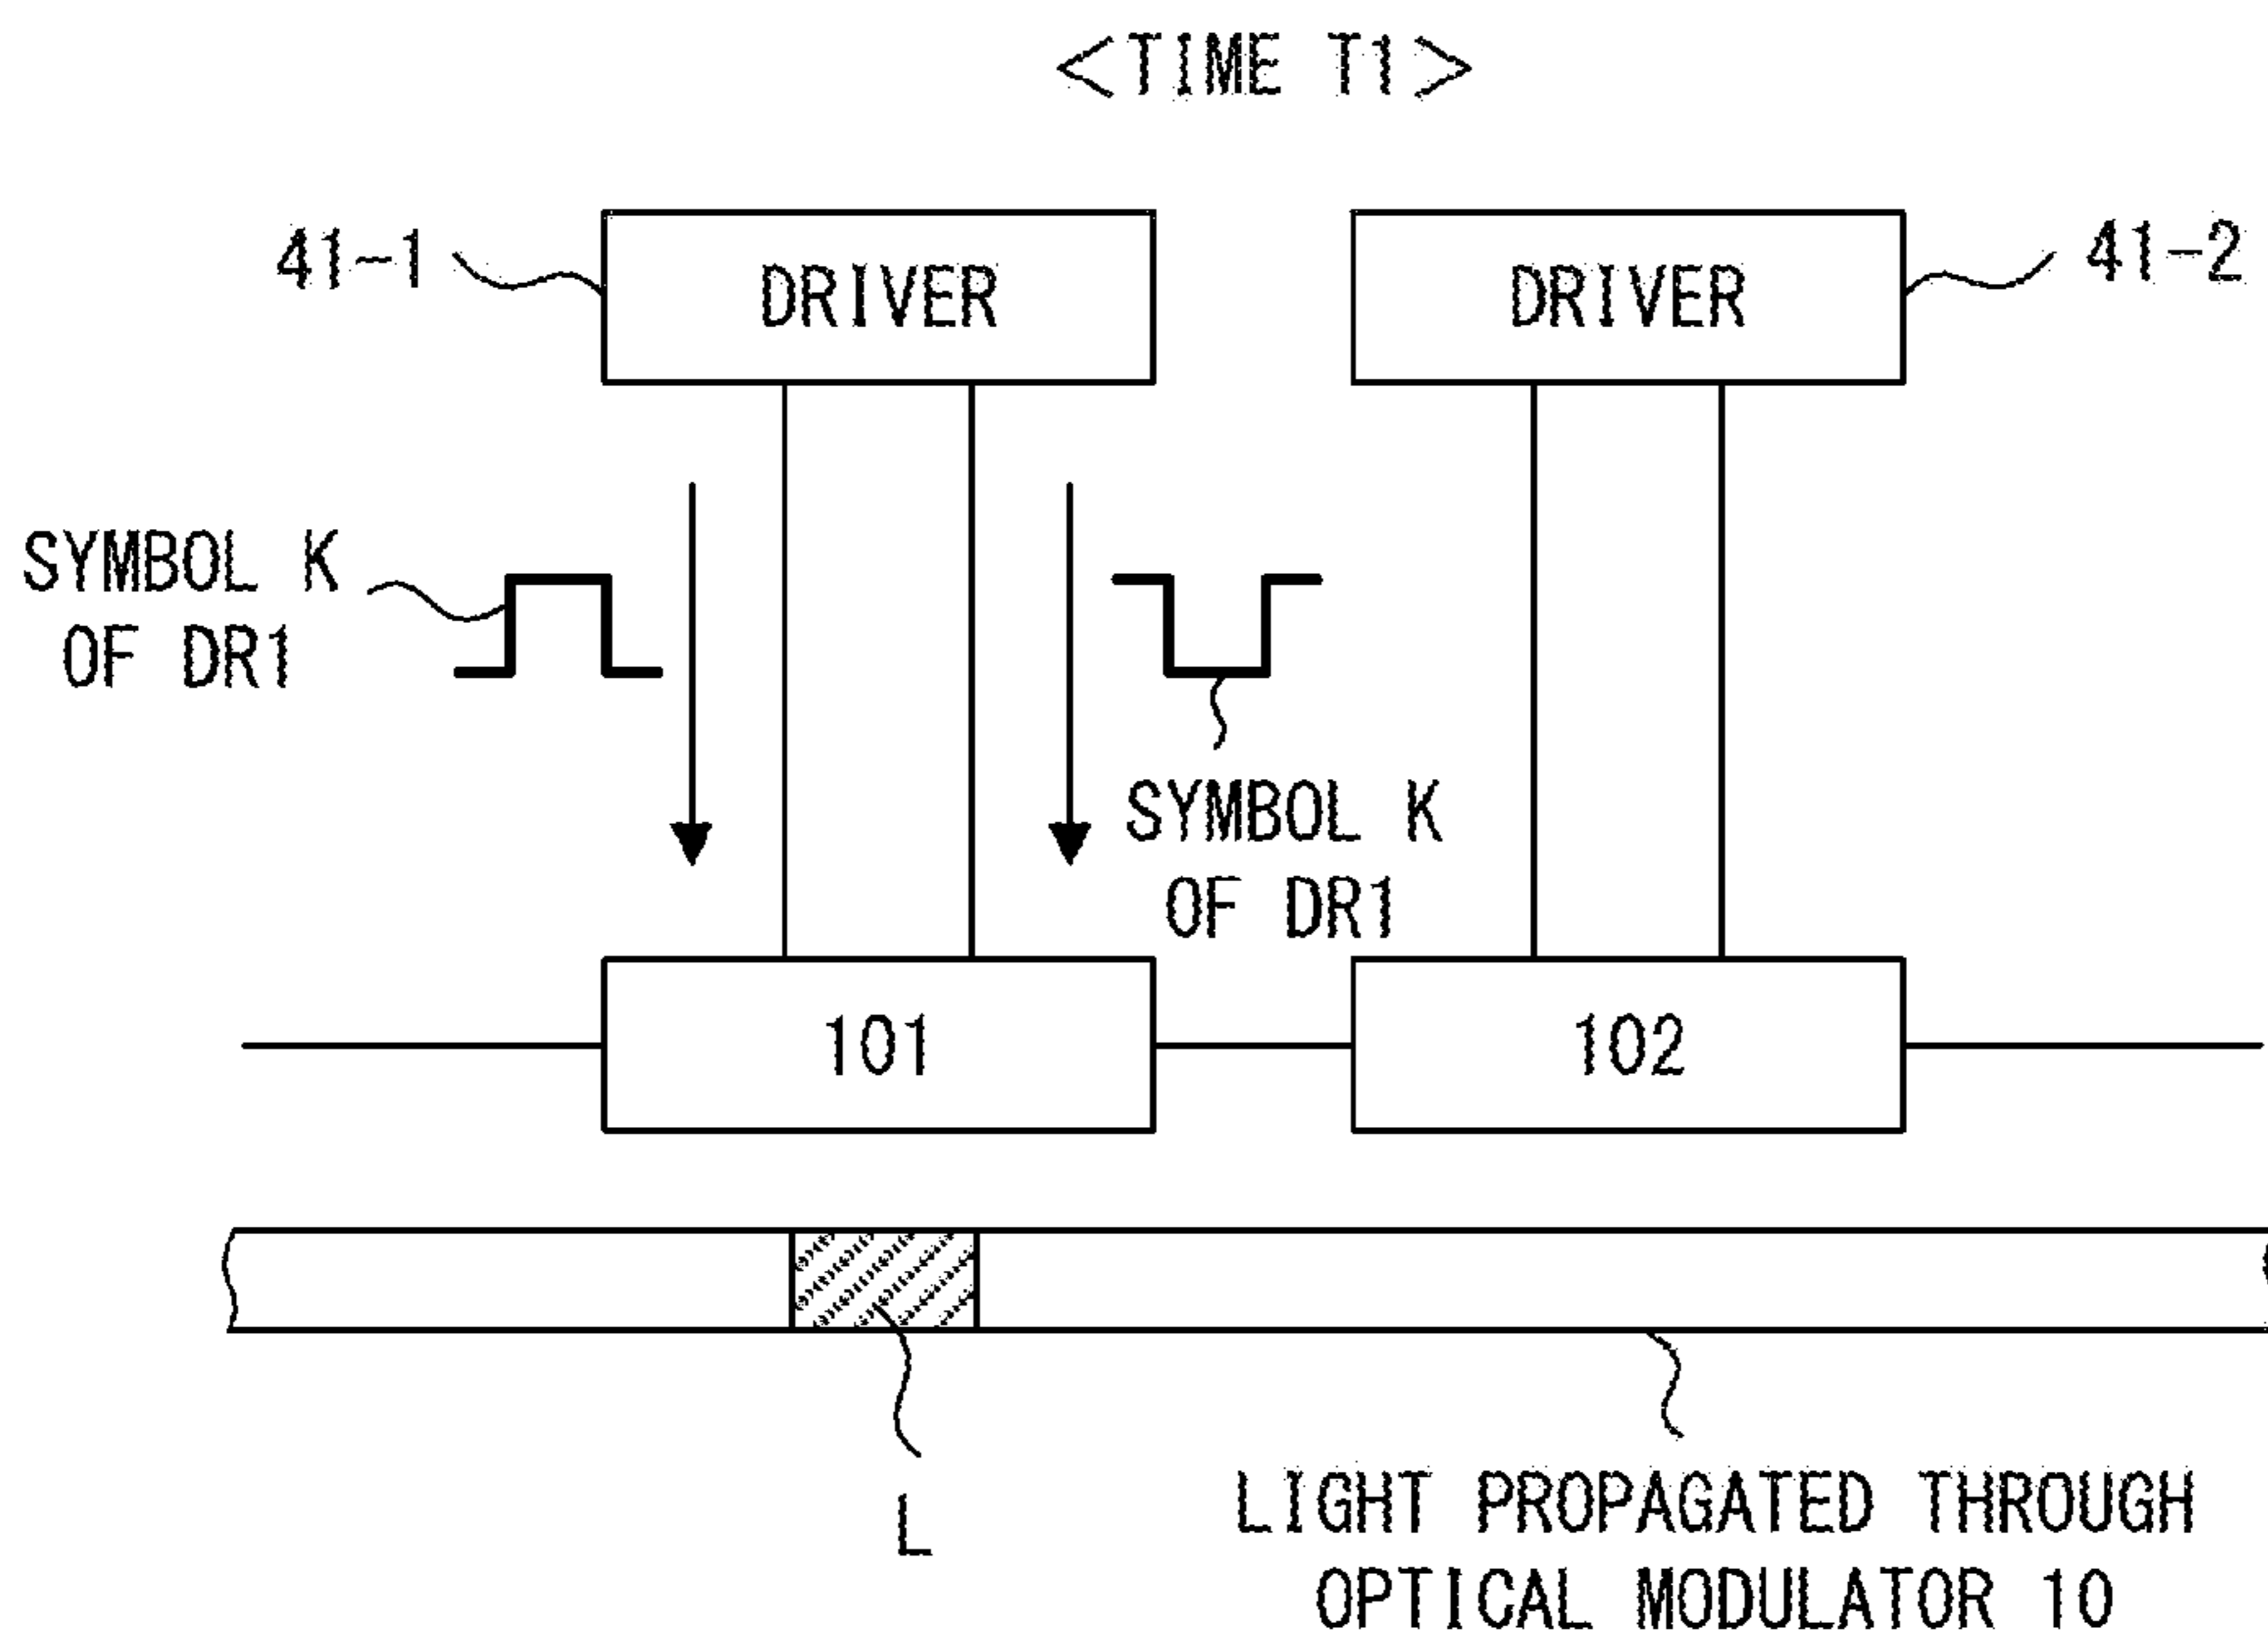 <TIME T1>
41-1
DRIVER
DRIVER
41-2
SYMBOL K
OF DR1
SYMBOL K
OF DR1
101
102
L
LIGHT PROPAGATED THROUGH
OPTICAL MODULATOR 10